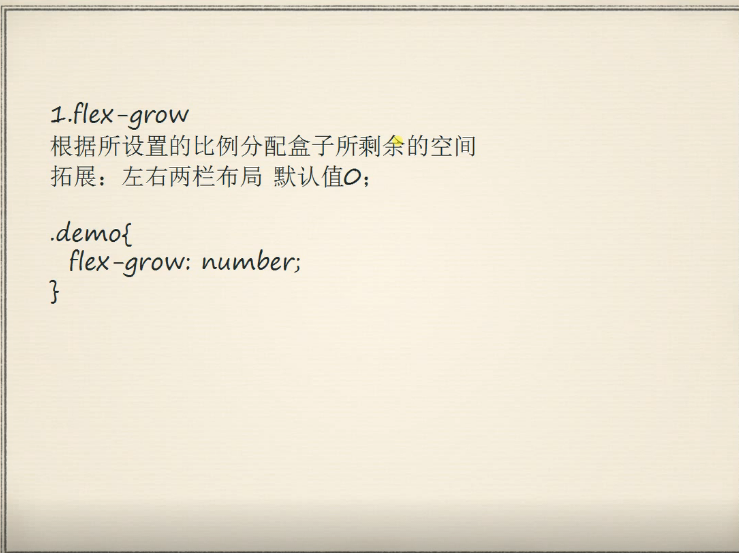 1.flex-grow
根据所设置的比例分配盒子所剩余的空间
拓展：左右两栏布局 默认值0；
.demo{
flex-grow: number;
}